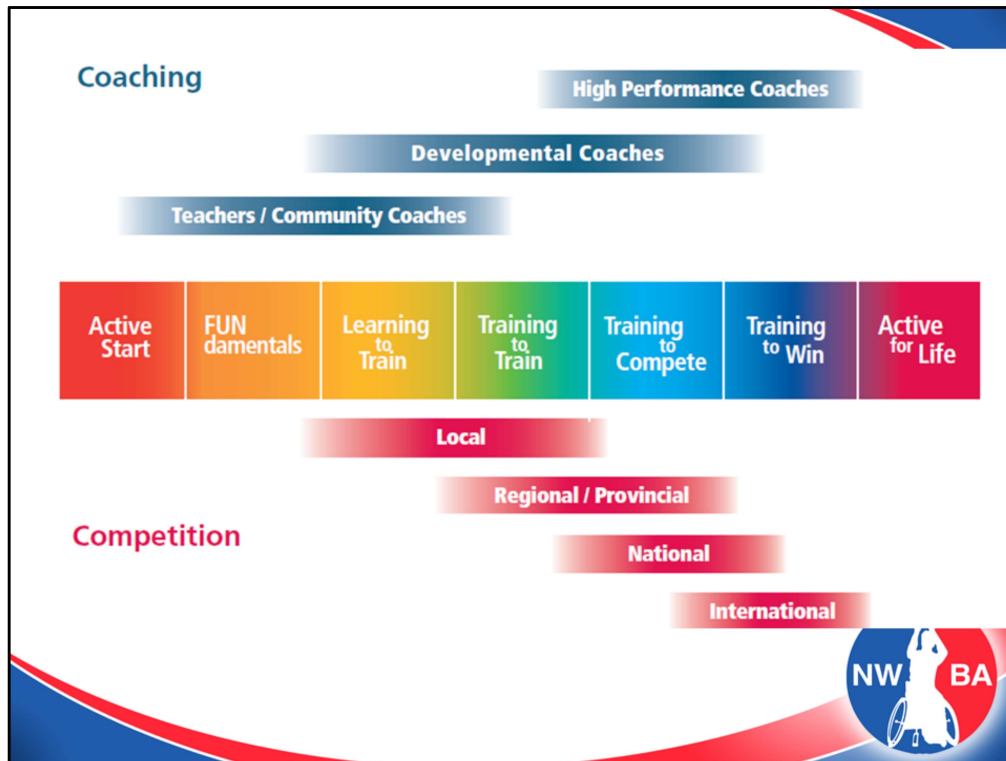 Coaching
High Performance Coaches
Developmental Coaches
Teachers / Community Coaches
Active
Start
FUN
damentals
Learning
to
Train
Training
to
Train
Training
to
Compete
Training
to Win
Active
for Life
Local
Regional / Provincial
Competition
National
International
NW BA